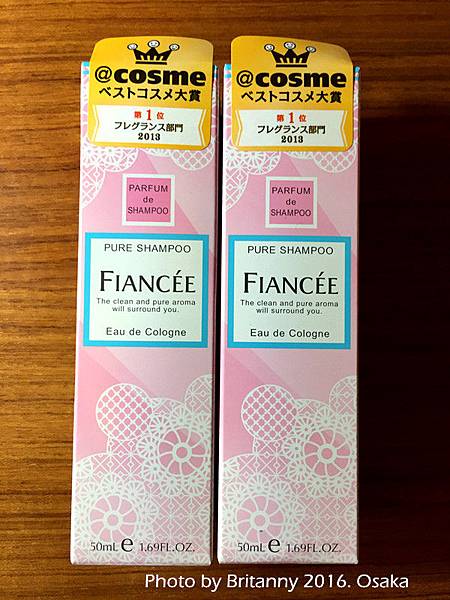 @cosme
ベストコスメ大賞
第1位
フレグランス部門
2013
PARFUM
de
SHAMPOO
PURE SHAMPOO
FIANCÉE
The clean and pure aroma
will surround you.
Eau de Cologne
50mL e 1.69FL.OZ.
@cosme
ベストコスメ大賞
第1位
フレグランス部門
2013
PARFUM
de
SHAMPOO
PURE SHAMPOO
FIANCÉE
The clean and pure aroma
will surround you.
Eau de Cologne
50mL e 1.69FL.OZ.
Photo by Britanny 2016. Osaka